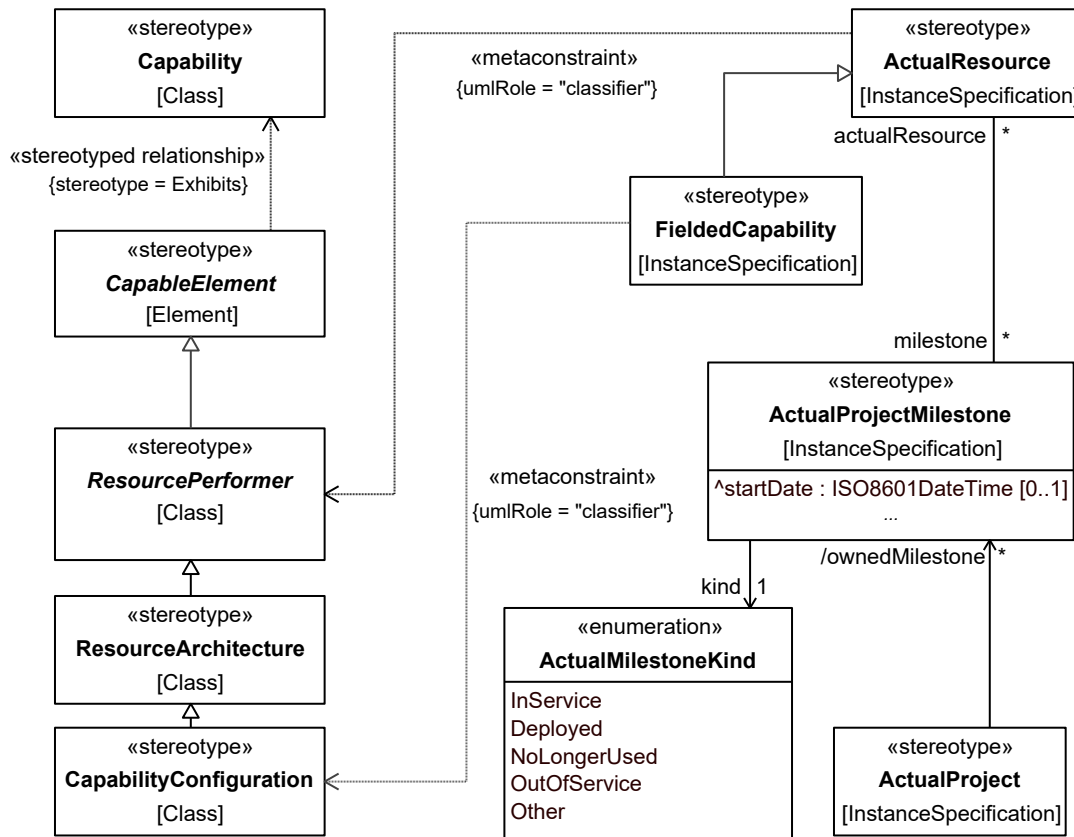 «stereotype»
Capability
[Class]
«stereotyped relationship»
{stereotype = Exhibits}
«stereotype»
CapableElement
[Element]
«stereotype»
ResourcePerformer
[Class]
«stereotype»
ResourceArchitecture
[Class]
«stereotype»
CapabilityConfiguration
[Class]
«metaconstraint»
{umlRole = "classifier"}
«stereotype»
ActualResource
[InstanceSpecification]
actualResource *
«stereotype»
FieldedCapability
[InstanceSpecification]
milestone *
«stereotype»
ActualProjectMilestone
[InstanceSpecification]
^startDate : ISO8601DateTime [0..1]
...
«metaconstraint»
{umlRole = "classifier"}
/ownedMilestone *
kind 1
«enumeration»
ActualMilestoneKind
InService
Deployed
NoLongerUsed
OutOfService
Other
«stereotype»
ActualProject
[InstanceSpecification]